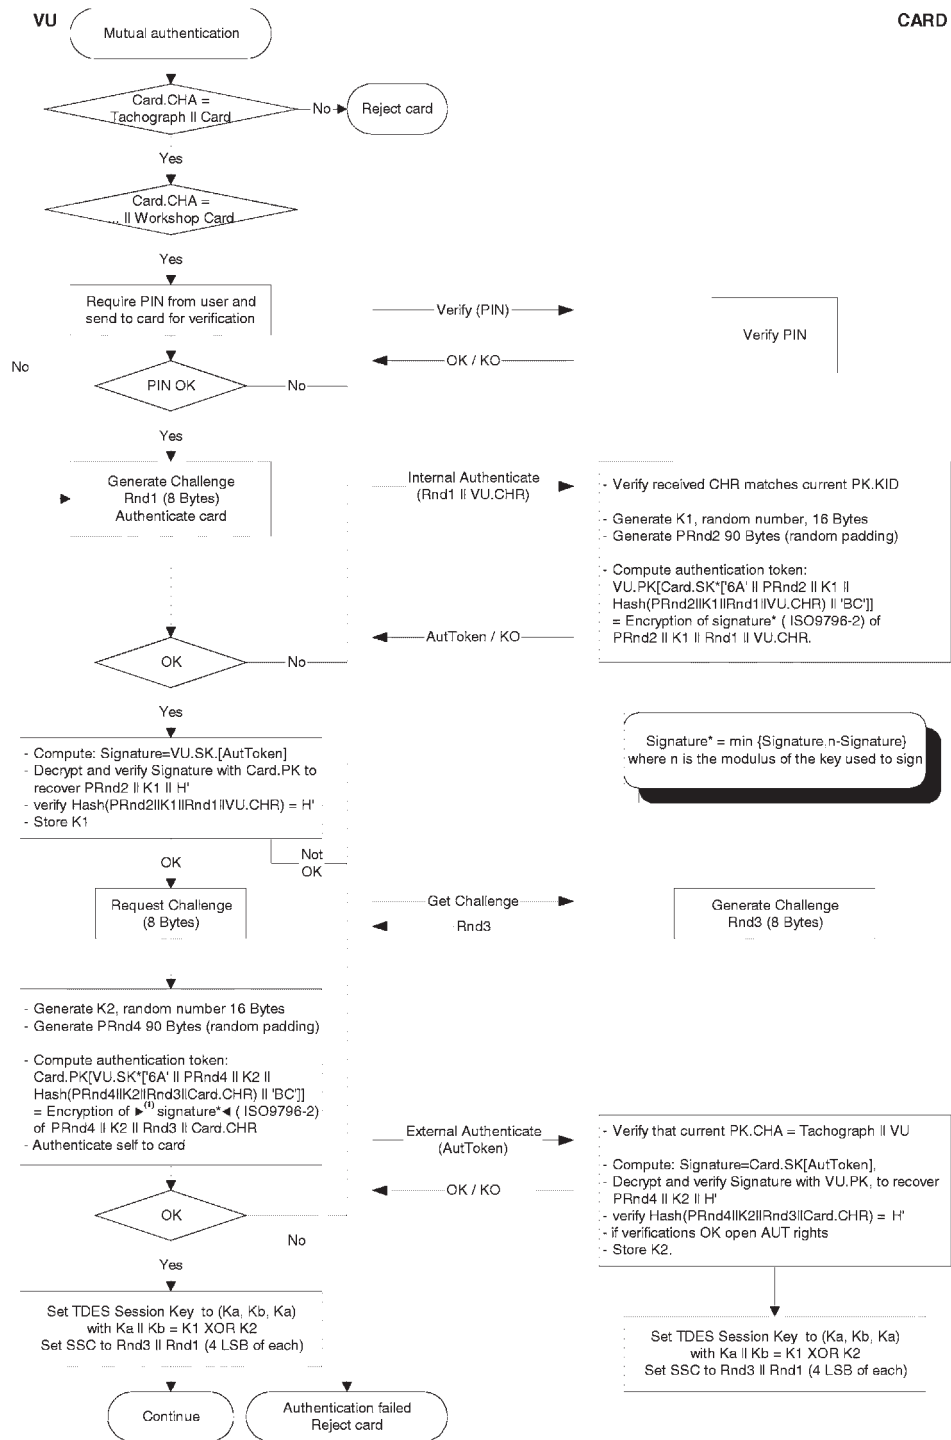 VU
CARD
Mutual authentication
Card.CHA =
Tachograph II Card
No
Reject card
Yes
Card.CHA =
... II Workshop Card
Yes
Require PIN from user and
send to card for verification
Verify (PIN)
Verify PIN
OK / KO
No
PIN OK
No
Yes
Generate Challenge
Rnd1 (8 Bytes)
Authenticate card
Internal Authenticate
(Rnd1 II VU.CHR)
- Verify received CHR matches current PK.KID
- Generate K1, random number, 16 Bytes
- Generate PRnd2 90 Bytes (random padding)
- Compute authentication token:
VU.PK[Card.SK*['6A' II PRnd2 II K1 II
Hash(PRnd2IIK1IIRnd1IIVU.CHR) II 'BC']]
= Encryption of signature* ( ISO9796-2) of
PRnd2 II K1 II Rnd1 II VU.CHR.
AutToken / KO
OK
No
Yes
- Compute: Signature=VU.SK.[AutToken]
- Decrypt and verify Signature with Card.PK to
recover PRnd2 II K1 II H'
- verify Hash(PRnd2IIK1IIRnd1IIVU.CHR) = H'
- Store K1
Signature* = min {Signature,n-Signature}
where n is the modulus of the key used to sign
OK
Not
OK
Request Challenge
(8 Bytes)
Get Challenge
Rnd3
Generate Challenge
Rnd3 (8 Bytes)
- Generate K2, random number 16 Bytes
- Generate PRnd4 90 Bytes (random padding)
- Compute authentication token:
Card.PK[VU.SK*['6A' II PRnd4 II K2 II
Hash(PRnd4IIK2IIRnd3IICard.CHR) II 'BC']]
= Encryption of ►(1) signature*◄ ( ISO9796-2)
of PRnd4 II K2 II Rnd3 II Card.CHR
- Authenticate self to card
External Authenticate
(AutToken)
OK / KO
- Verify that current PK.CHA = Tachograph II VU
- Compute: Signature=Card.SK[AutToken],
- Decrypt and verify Signature with VU.PK, to recover
PRnd4 II K2 II H'
- verify Hash(PRnd4IIK2IIRnd3IICard.CHR) = H'
- if verifications OK open AUT rights
- Store K2.
OK
No
Yes
Set TDES Session Key to (Ka, Kb, Ka)
with Ka II Kb = K1 XOR K2
Set SSC to Rnd3 II Rnd1 (4 LSB of each)
Set TDES Session Key to (Ka, Kb, Ka)
with Ka II Kb = K1 XOR K2
Set SSC to Rnd3 II Rnd1 (4 LSB of each)
Continue
Authentication failed
Reject card